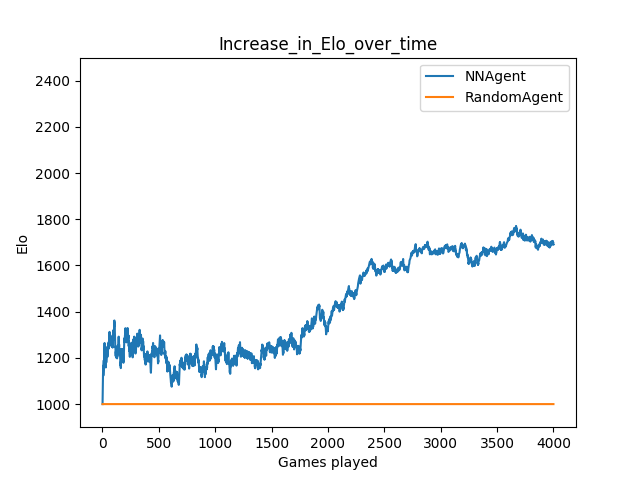 Increase_in_Elo_over_time
NNAgent
RandomAgent
2400
2200
2000
1800
1600
1400
1200
1000
Elo
0 500 1000 1500 2000 2500 3000 3500 4000
Games played